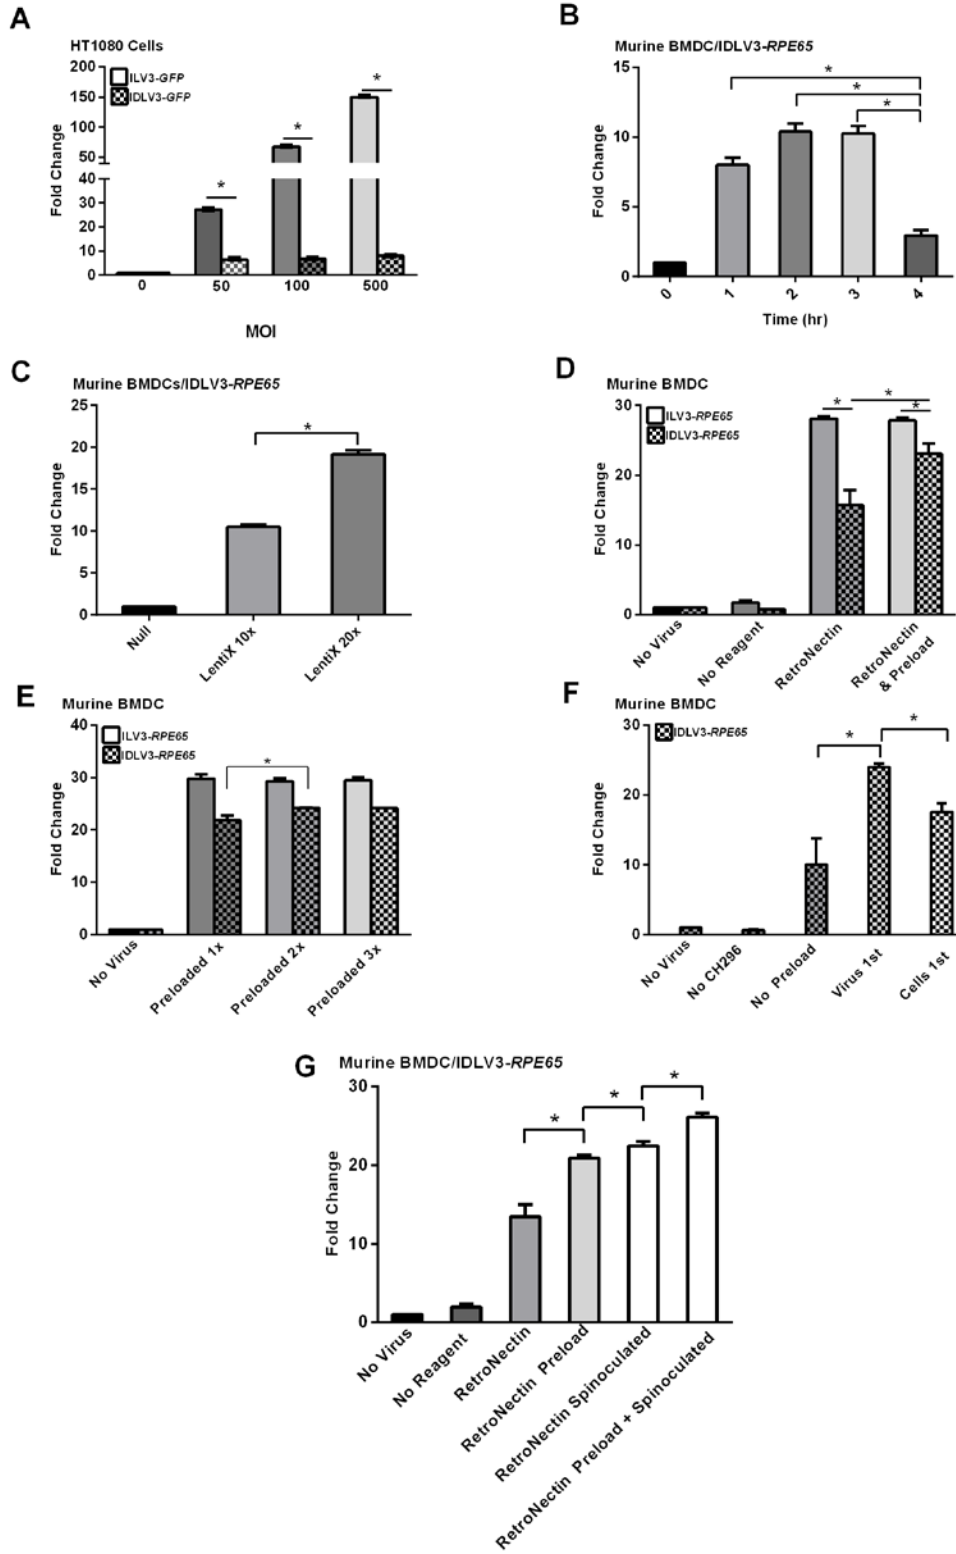 A
HT1080 Cells
ILV3-GFP
IDLV3-GFP
Fold Change
200
150
100
50
40
30
20
10
0
*
*
*
0
50
100
500
MOI
B
Murine BMDC/IDLV3-RPE65
Fold Change
15
10
5
0
*
*
*
0
1
2
3
4
Time (hr)
C
Murine BMDCs/IDLV3-RPE65
Fold Change
25
20
15
10
5
0
*
Null
LentiX 10x
LentiX 20x
D
Murine BMDC
ILV3-RPE65
IDLV3-RPE65
Fold Change
30
20
10
0
*
*
*
No Virus
No Reagent
RetroNectin
RetroNectin
& Preload
E
Murine BMDC
ILV3-RPE65
IDLV3-RPE65
Fold Change
40
30
20
10
0
*
No Virus
Preloaded 1x
Preloaded 2x
Preloaded 3x
F
Murine BMDC
IDLV3-RPE65
Fold Change
30
20
10
0
*
*
No Virus
No CH296
No Preload
Virus 1st
Cells 1st
G
Murine BMDC/IDLV3-RPE65
Fold Change
30
20
10
0
*
*
*
No Virus
No Reagent
RetroNectin
RetroNectin Preload
RetroNectin Spinoculated
RetroNectin Preload + Spinoculated